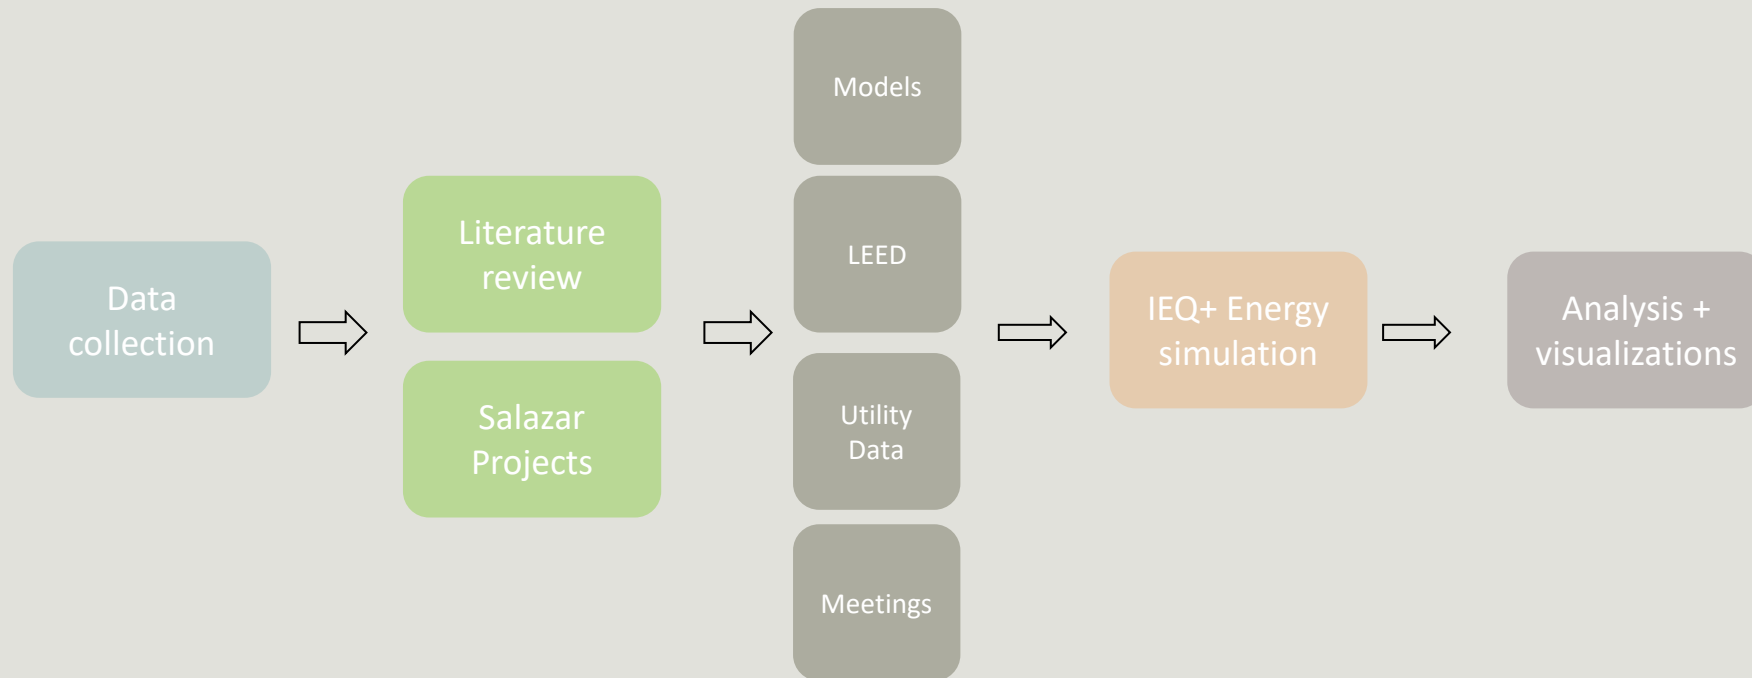 Data
collection
Literature
review
Salazar
Projects
Models
LEED
Utility
Data
Meetings
IEQ+ Energy
simulation
Analysis +
visualizations